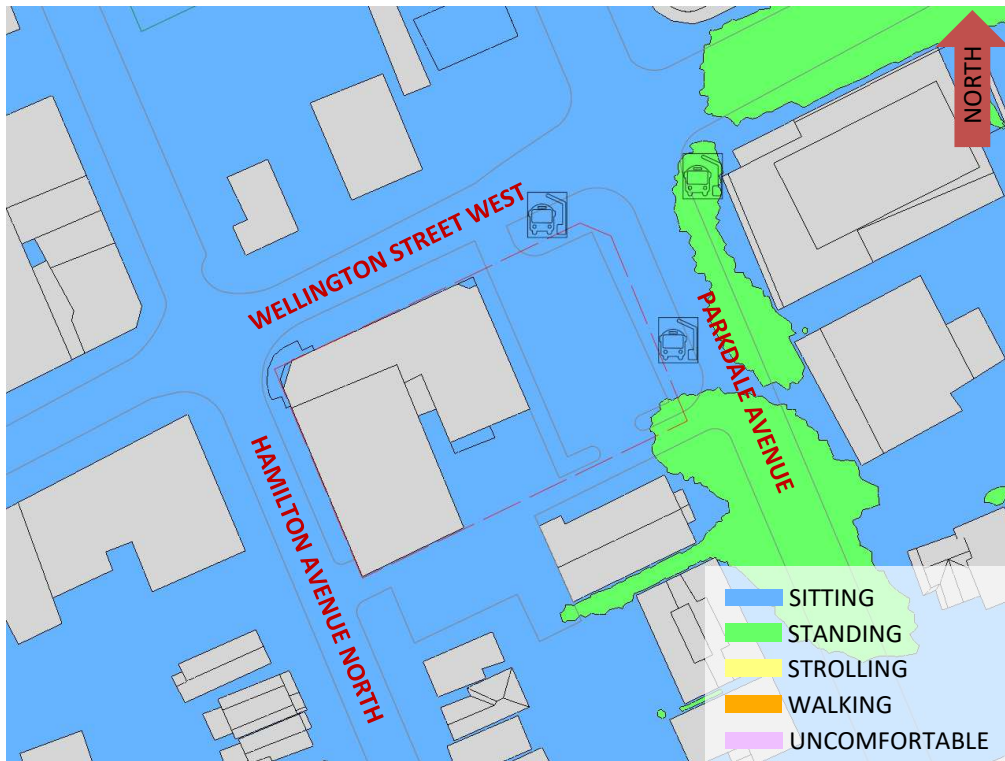 NORTH
WELLINGTON STREET WEST
PARKDALE AVENUE
HAMILTON AVENUE NORTH
SITTING
STANDING
STROLLING
WALKING
UNCOMFORTABLE